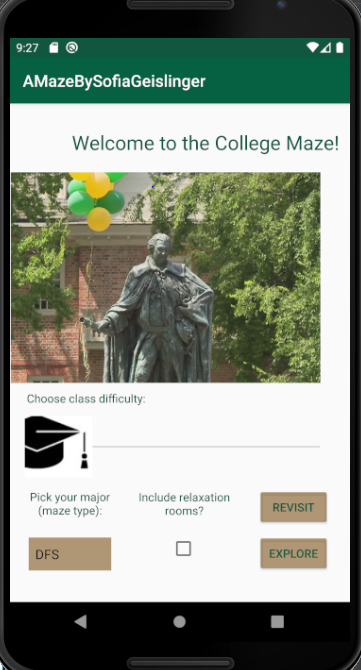 9:27
AMazeBySofiaGeislinger
Welcome to the College Maze!
Choose class difficulty:
Pick your major
(maze type):
Include relaxation
rooms?
REVISIT
DFS
EXPLORE